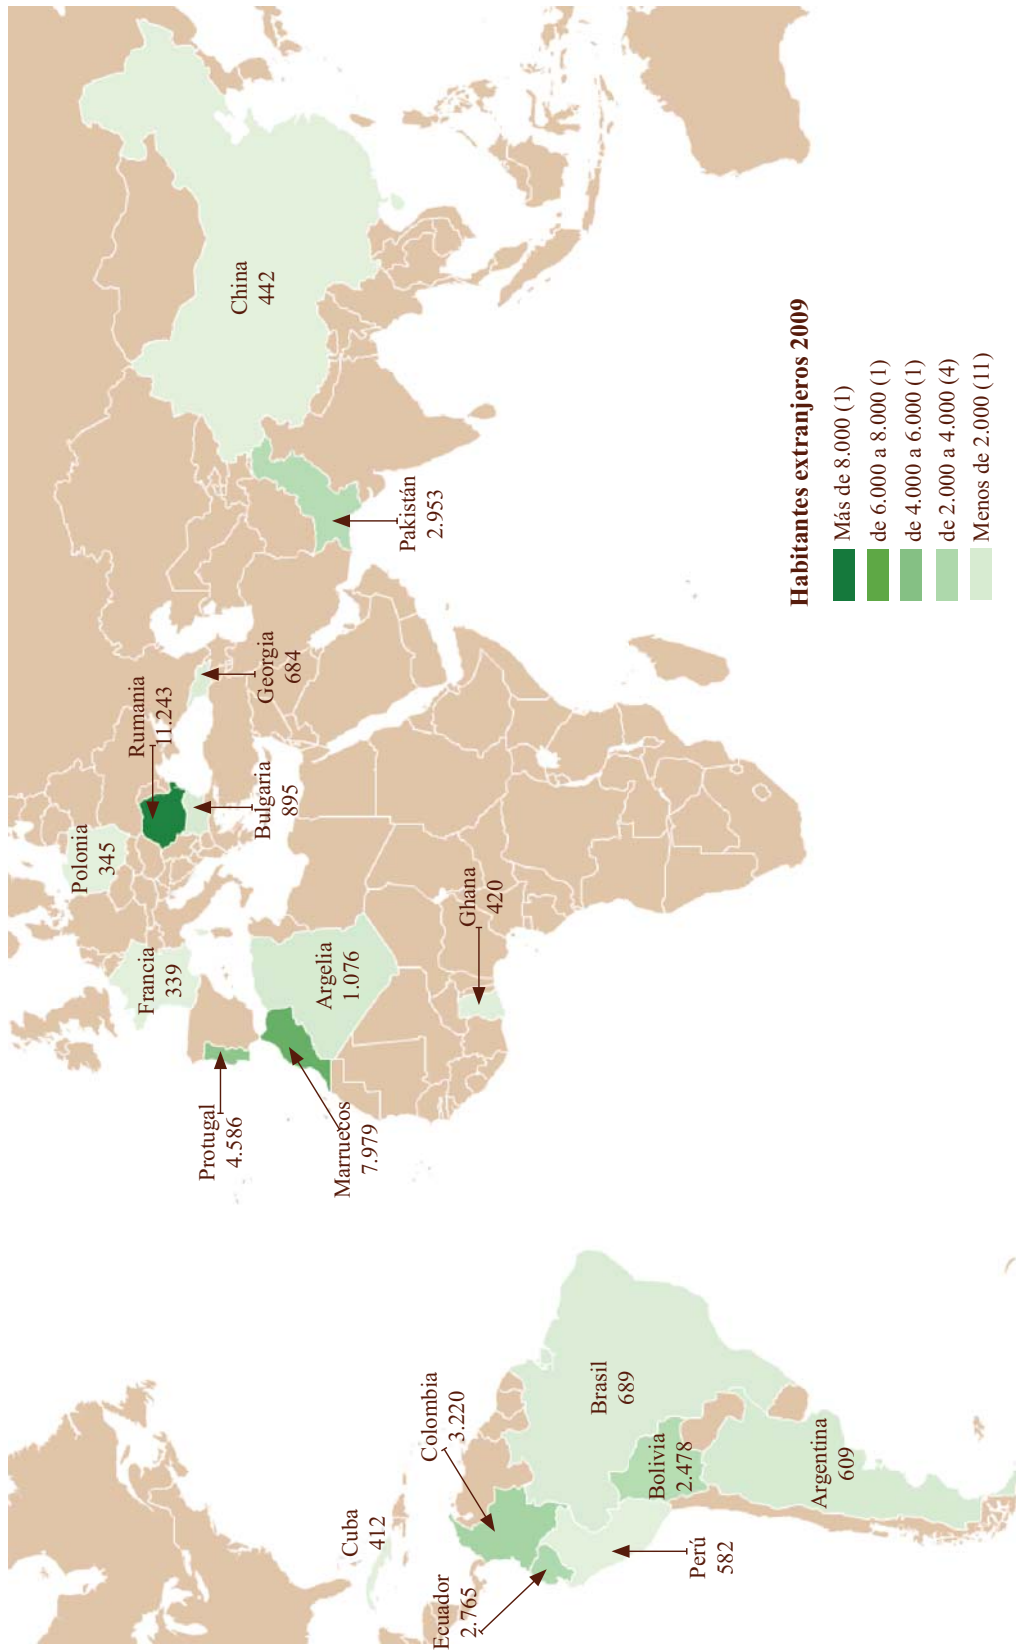 Polonia
345
Rumania
11.243
Francia
339
Bulgaria
895
Georgia
684
Protugal
4.586
China
442
Argelia
1.076
Marruecos
7.979
Pakistán
2.953
Cuba
412
Ghana
420
Colombia
3.220
Ecuador
2.765
Brasil
689
Bolivia
2.478
Perú
582
Argentina
609
Habitantes extranjeros 2009
Más de 8.000 (1)
de 6.000 a 8.000 (1)
de 4.000 a 6.000 (1)
de 2.000 a 4.000 (4)
Menos de 2.000 (11)